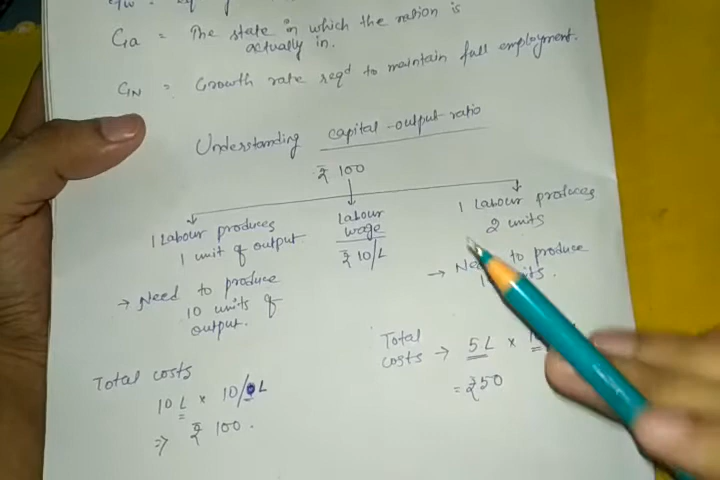 Ga = The state in which the nation is
actually in.
GN = Growth rate reqd to maintain full employment.
Understanding capital-output-ratio
₹ 100
1 Labour produces
1 unit of output
→ Need to produce
10 units of
output.
Total costs
10 L x 10/L
⇒ ₹ 100.
Labour
wage
₹ 10/L
1 Labour produces
2 units
→ to produce
Total
costs → 5 L x
= ₹50